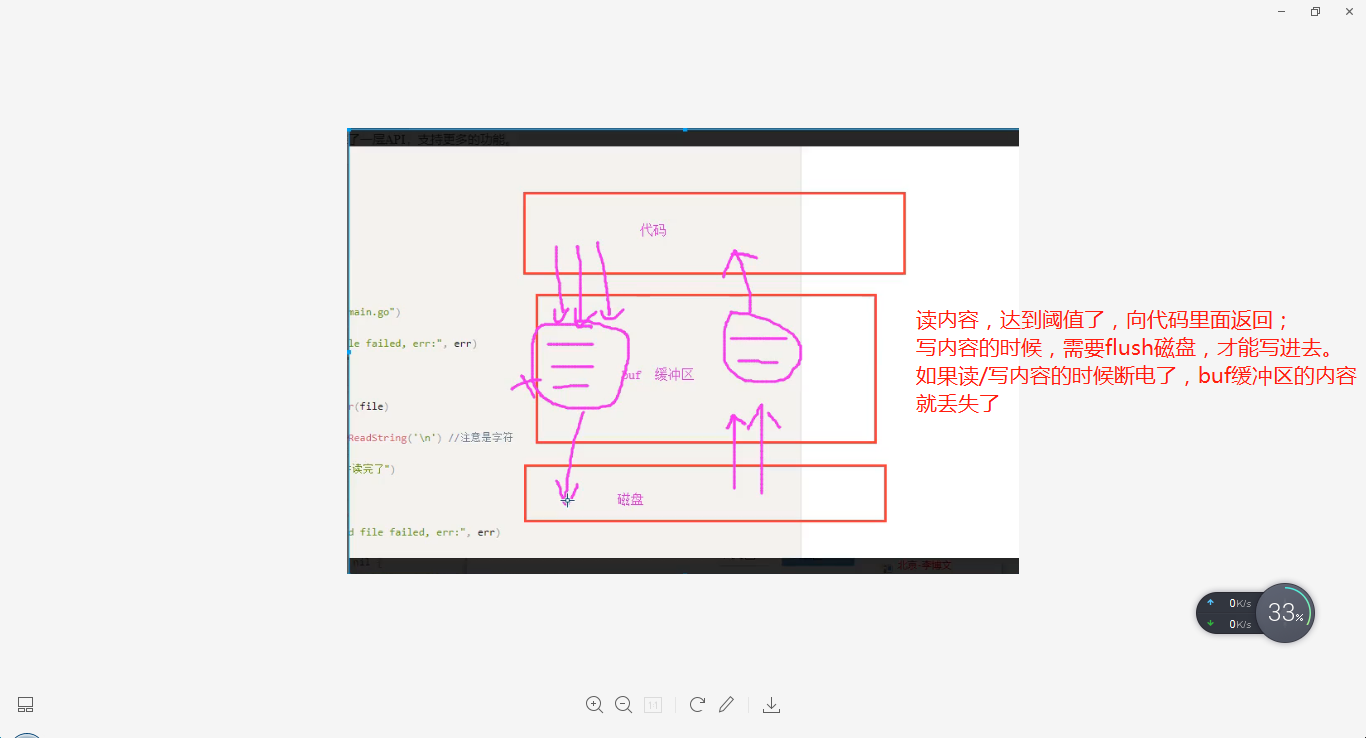 了一层API，支持更多的功能。
代码
main.go")
le failed, err:", err)
buf 缓冲区
读内容，达到阈值了，向代码里面返回；
写内容的时候，需要flush磁盘，才能写进去。
如果读/写内容的时候断电了，buf缓冲区的内容
就丢失了
r(file)
ReadString('\n') //注意是字符
读完了")
磁盘
d file failed, err:", err)
nil {
北京-李博文
0K/s
33%
0K/s
1:1